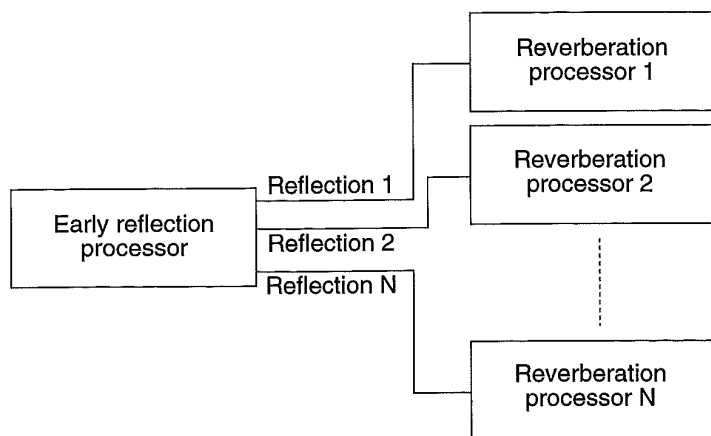 Reverberation
processor 1
Reverberation
processor 2
Reflection 1
Early reflection
processor
Reflection 2
Reflection N
Reverberation
processor N